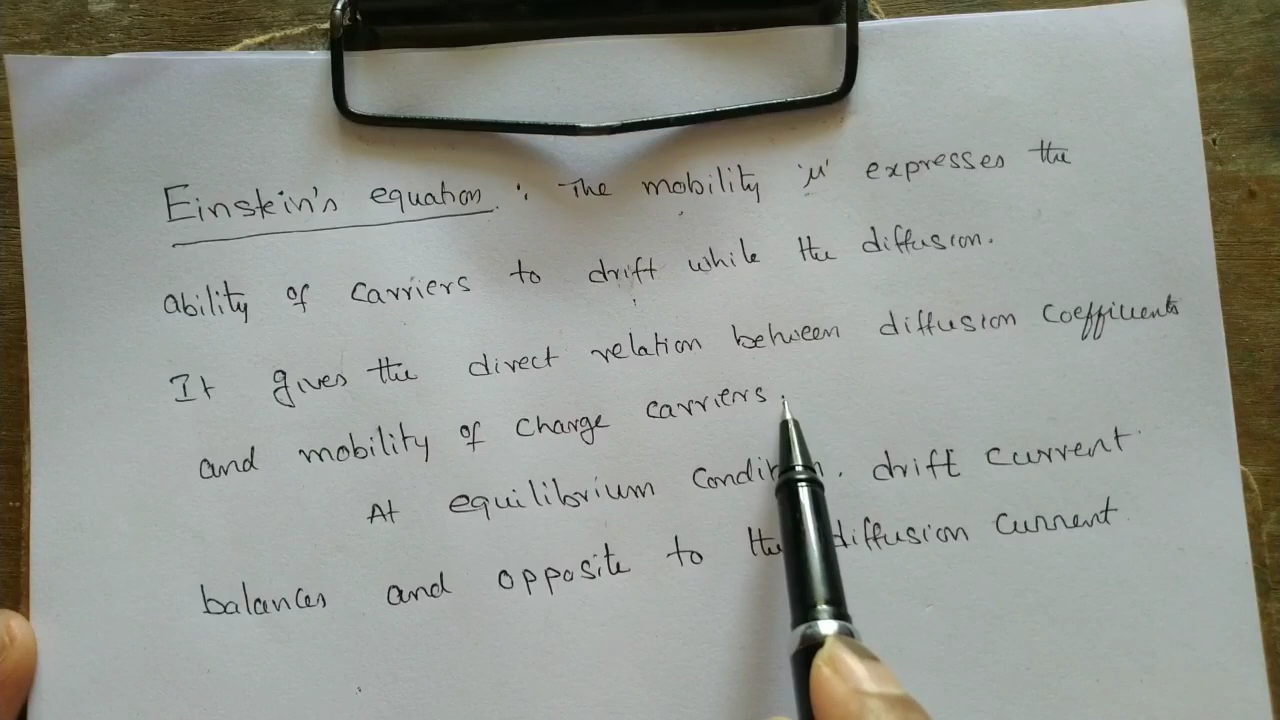 Einstein's equation : The mobility 'μ' expresses the
ability of carriers to drift while the diffusion.
It gives the direct relation between diffusion coefficients
and mobility of charge carriers.
At equilibrium condition, drift current
balances and opposite to the diffusion current